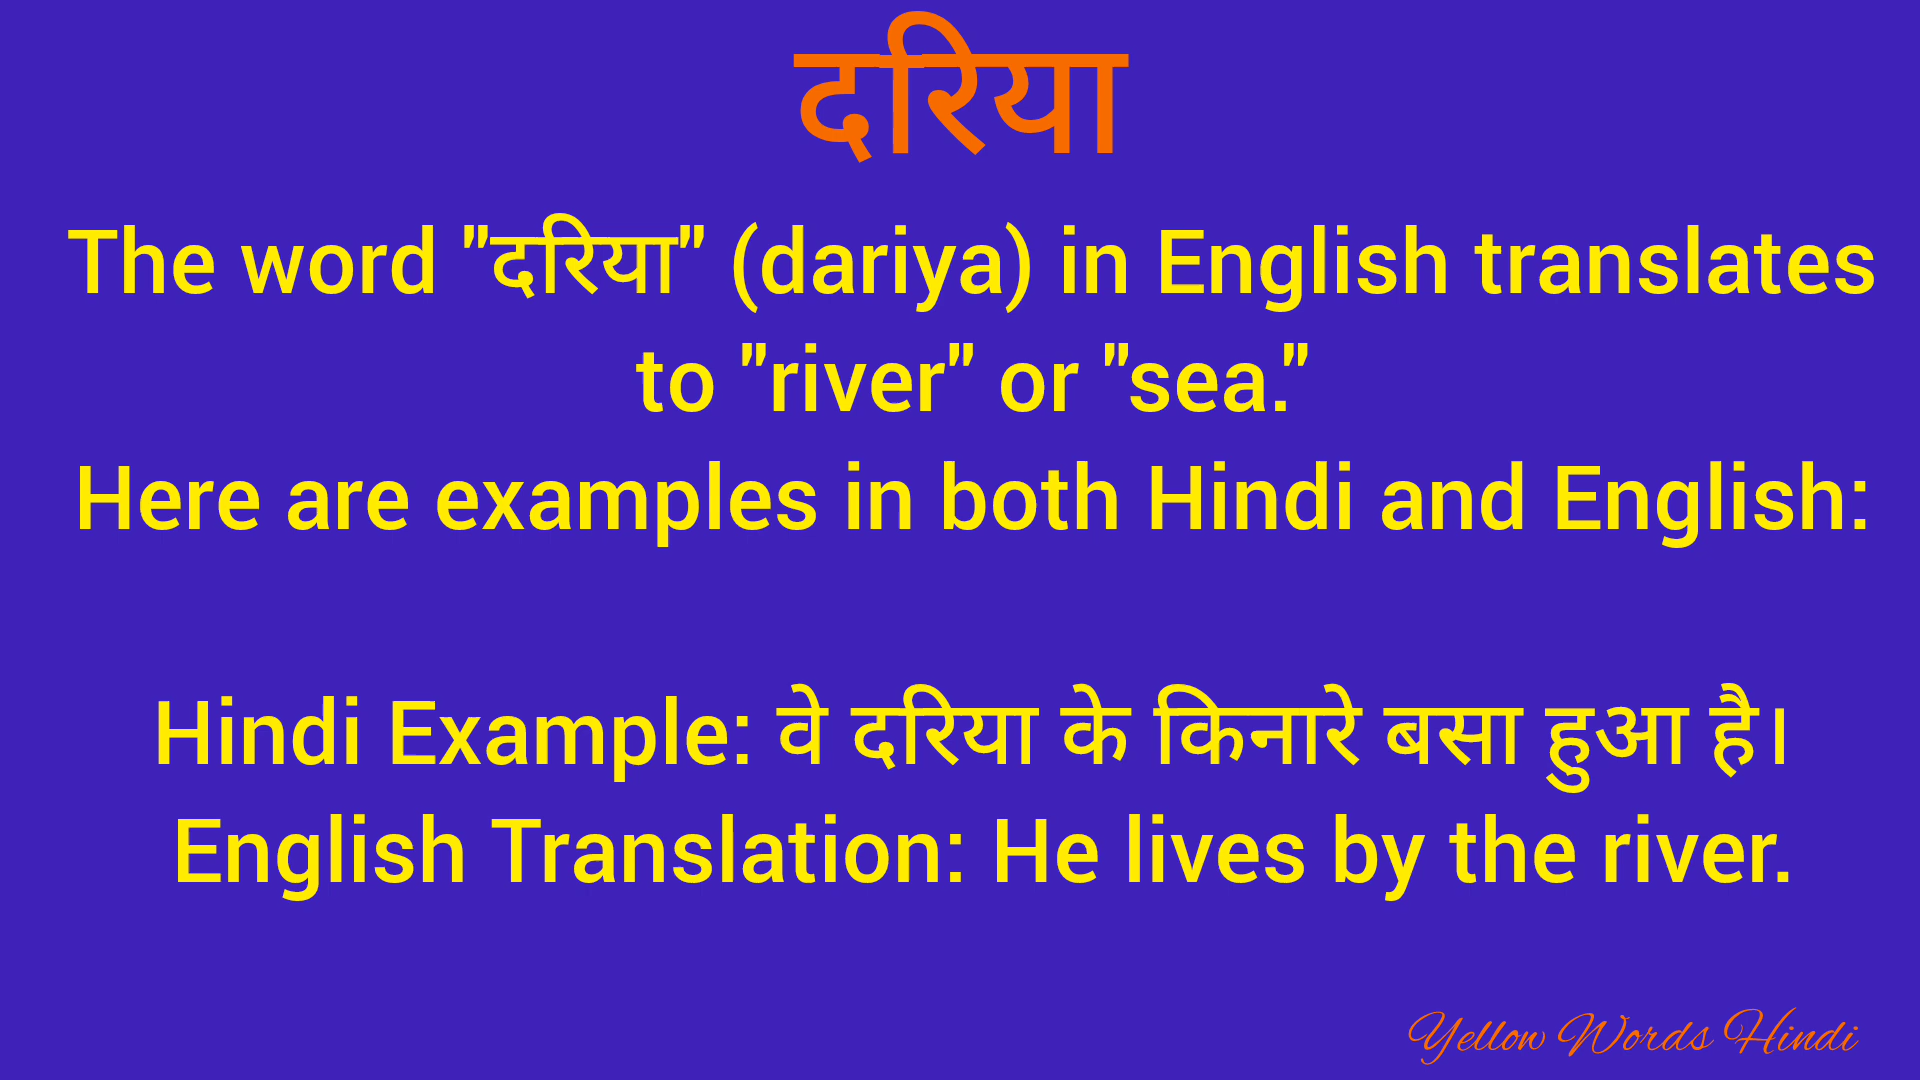 दरिया
The word "दरिया" (dariya) in English translates
to "river" or "sea."
Here are examples in both Hindi and English:
Hindi Example: वे दरिया के किनारे बसा हुआ है।
English Translation: He lives by the river.
Yellow Words Hindi